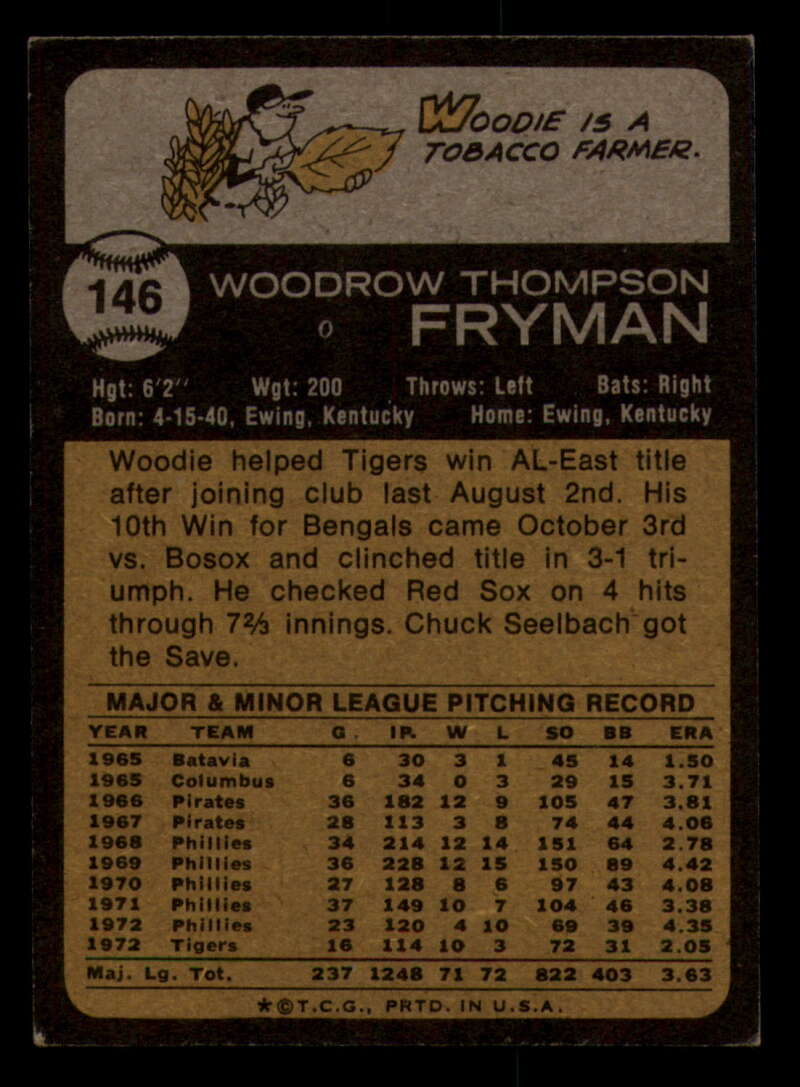 WOODIE IS A
TOBACCO FARMER.
146
WOODROW THOMPSON
FRYMAN
Hgt: 6'2" Wgt: 200 Throws: Left Bats: Right
Born: 4-15-40, Ewing, Kentucky Home: Ewing, Kentucky
Woodie helped Tigers win AL-East title
after joining club last August 2nd. His
10th Win for Bengals came October 3rd
vs. Bosox and clinched title in 3-1 tri-
umph. He checked Red Sox on 4 hits
through 7⅔ innings. Chuck Seelbach got
the Save.
MAJOR & MINOR LEAGUE PITCHING RECORD
YEAR TEAM G. IP. W L SO BB ERA
1965 Batavia 6 30 3 1 45 14 1.50
1965 Columbus 6 34 0 3 29 15 3.71
1966 Pirates 36 182 12 9 105 47 3.81
1967 Pirates 28 113 3 8 74 44 4.06
1968 Phillies 34 214 12 14 151 64 2.78
1969 Phillies 36 228 12 15 150 89 4.42
1970 Phillies 27 128 8 6 97 43 4.08
1971 Phillies 37 149 10 7 104 46 3.38
1972 Phillies 23 120 4 10 69 39 4.35
1972 Tigers 16 114 10 3 72 31 2.05
Maj. Lg. Tot. 237 1248 71 72 822 403 3.63
★©T.C.G., PRTD. IN U.S.A.